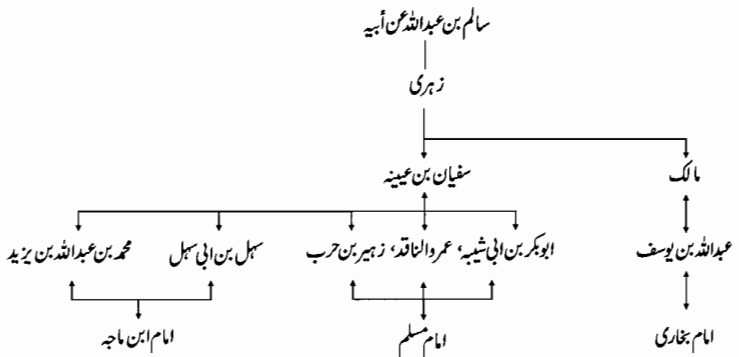 سالم بن عبداللہ عن أبیہ
زہری
مالک
سفیان بن عیینہ
عبداللہ بن یوسف
ابوبکر بن ابی شیبہ، عمرو الناقد، زہیر بن حرب
سہل بن ابی سہل
محمد بن عبداللہ بن یزید
امام بخاری
امام مسلم
امام ابن ماجہ